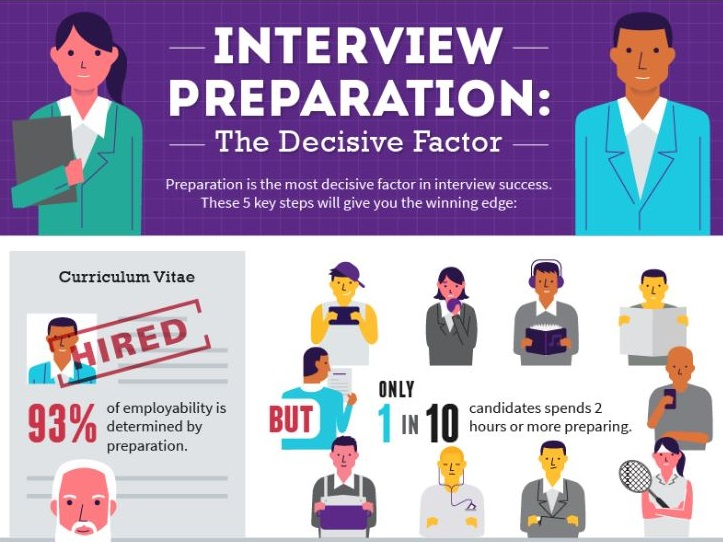 INTERVIEW
PREPARATION:
The Decisive Factor
Preparation is the most decisive factor in interview success.
These 5 key steps will give you the winning edge:
Curriculum Vitae
HIRED
93%
of employability is
determined by
preparation.
BUT
ONLY
1 IN 10
candidates spends 2
hours or more preparing.